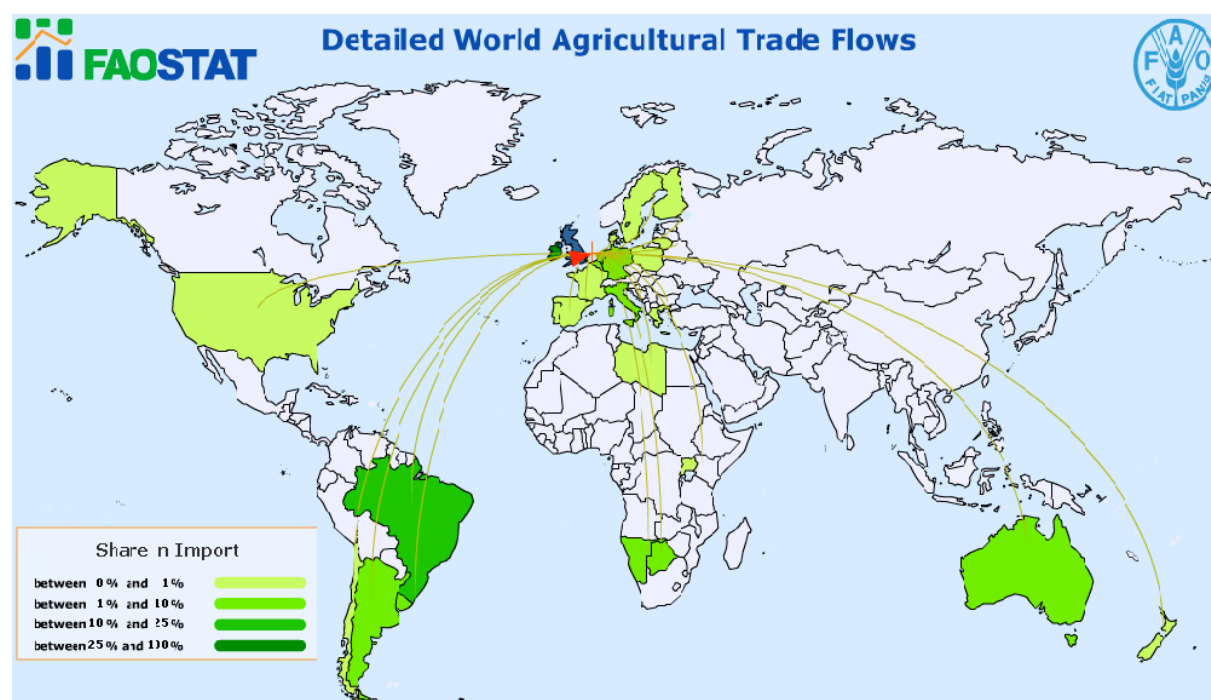 FAOSTAT
Detailed World Agricultural Trade Flows
F A O
FIAT PANIS
Share n Import
between 0% and 1%
between 1% and 10%
between 10% and 25%
between 25% and 100%